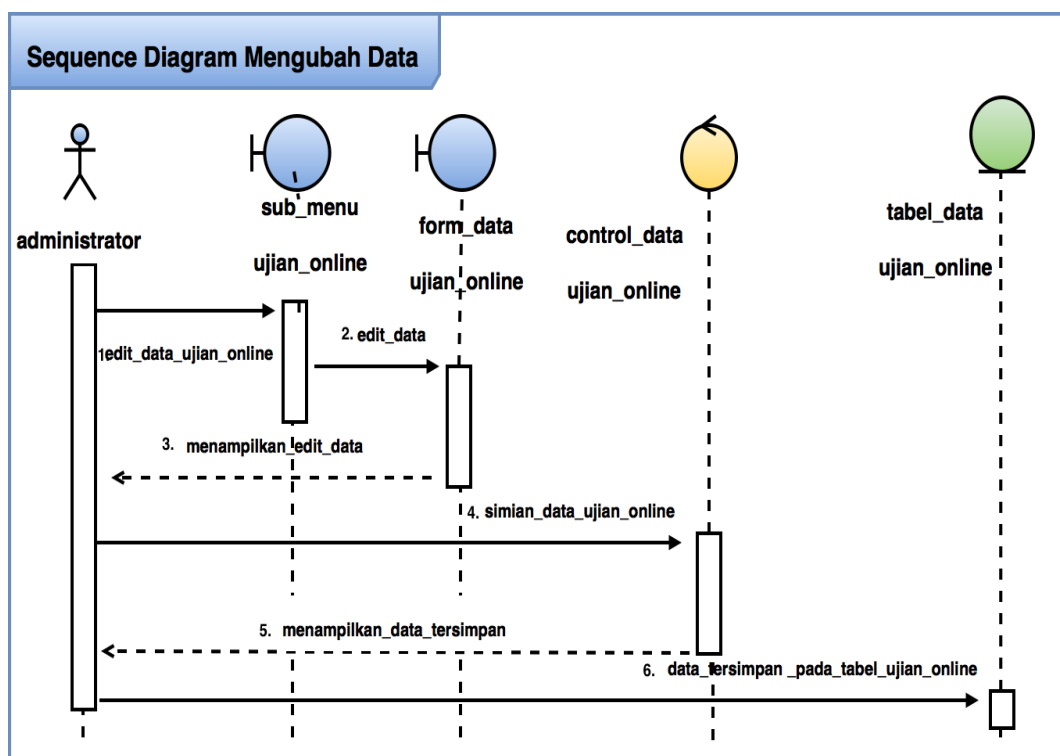 Sequence Diagram Mengubah Data
administrator
sub_menu
ujian_online
form_data
ujian_online
control_data
ujian_online
tabel_data
ujian_online
1edit_data_ujian_online
2. edit_data
3. menampilkan_edit_data
4. simian_data_ujian_online
5. menampilkan_data_tersimpan
6. data_tersimpan _pada_tabel_ujian_online